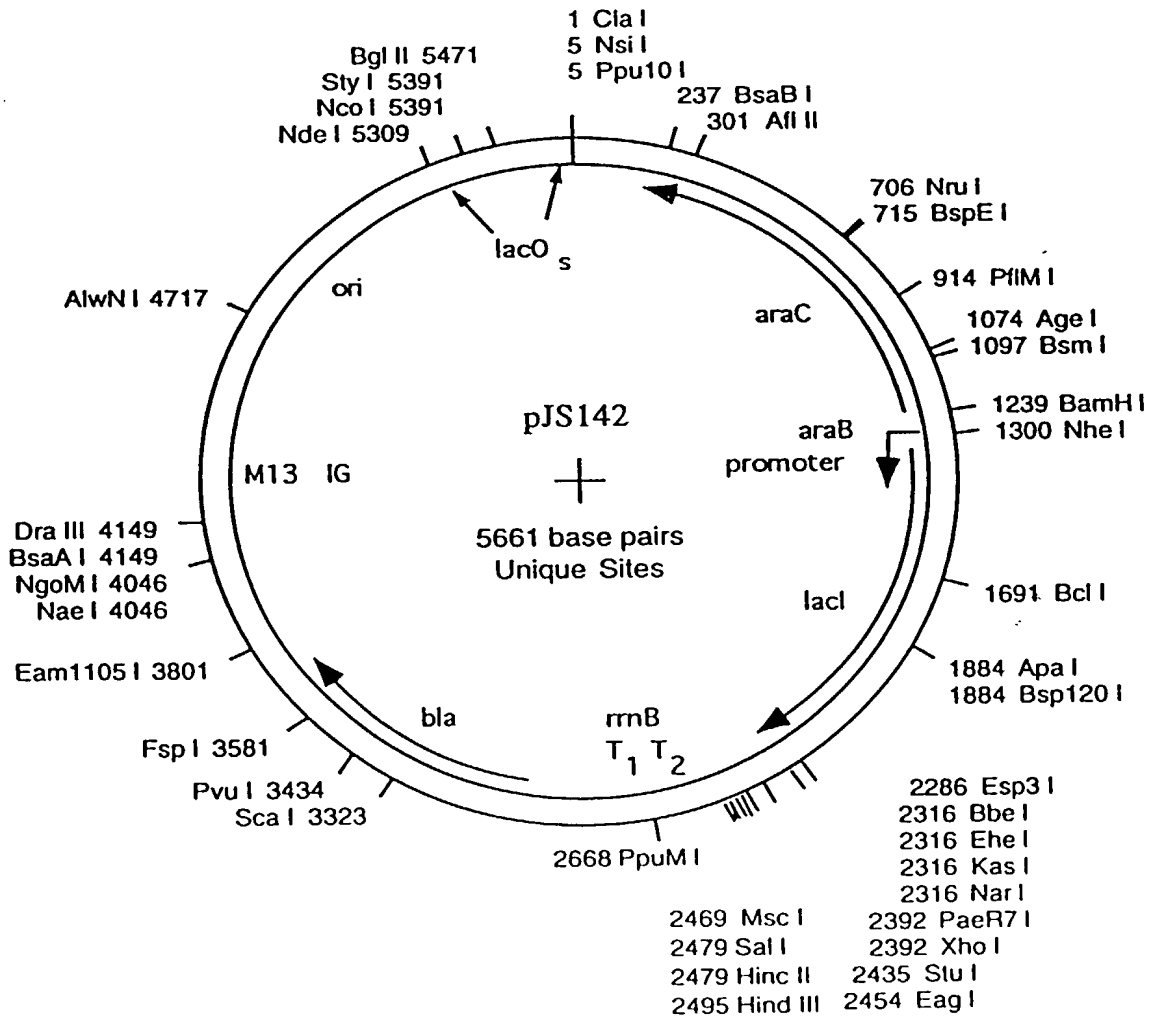 1 Cla I
5 Nsi I
5 Ppu10 I
237 BsaB I
301 Afl II
706 Nru I
715 BspE I
914 PflM I
1074 Age I
1097 Bsm I
1239 BamH I
1300 Nhe I
1691 Bcl I
1884 Apa I
1884 Bsp120 I
2286 Esp3 I
2316 Bbe I
2316 Ehe I
2316 Kas I
2316 Nar I
2392 PaeR7 I
2392 Xho I
2435 Stu I
2454 Eag I
2469 Msc I
2479 Sal I
2479 Hinc II
2495 Hind III
2668 PpuM I
Sca I 3323
Pvu I 3434
Fsp I 3581
Eam1105 I 3801
Nae I 4046
NgoM I 4046
BsaA I 4149
Dra III 4149
AlwN I 4717
Nde I 5309
Nco I 5391
Sty I 5391
Bgl II 5471
lacO s
ori
araC
araB
promoter
pJS142
5661 base pairs
Unique Sites
M13 IG
lacI
bla
rrnB
T1 T2